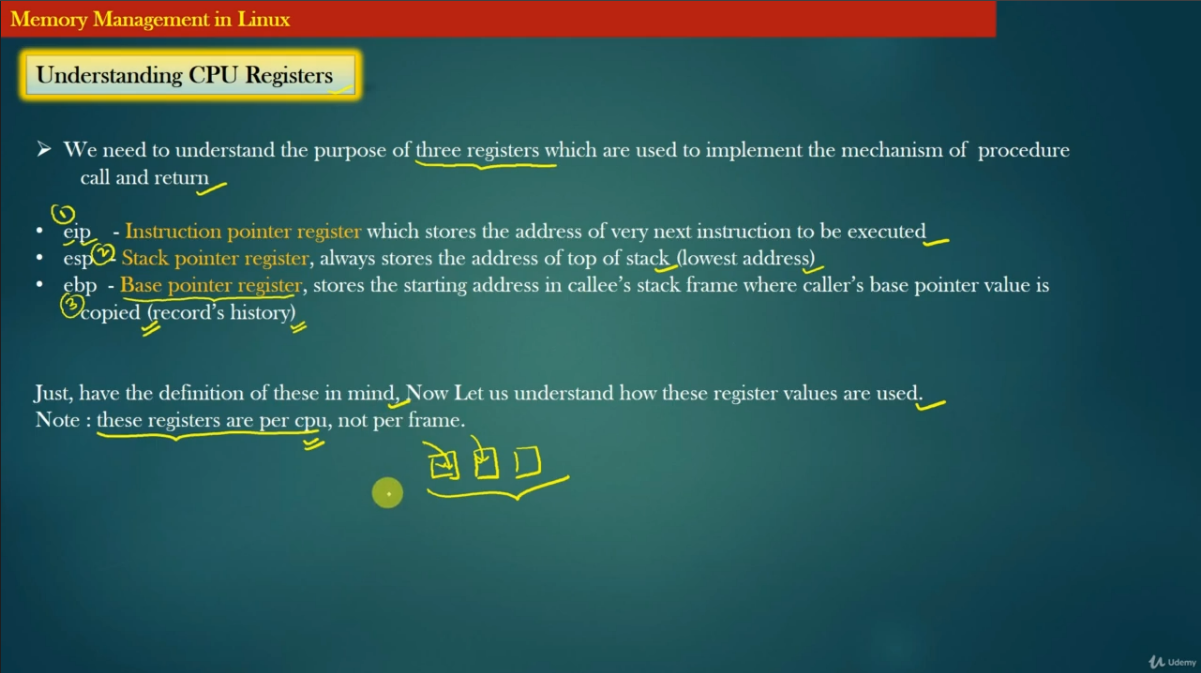 Memory Management in Linux
Understanding CPU Registers
➢ We need to understand the purpose of three registers which are used to implement the mechanism of procedure
call and return
①
• eip - Instruction pointer register which stores the address of very next instruction to be executed
• esp ② - Stack pointer register, always stores the address of top of stack (lowest address)
• ebp - Base pointer register, stores the starting address in callee's stack frame where caller's base pointer value is
③ copied (record's history)
Just, have the definition of these in mind, Now Let us understand how these register values are used.
Note : these registers are per cpu, not per frame.
Udemy